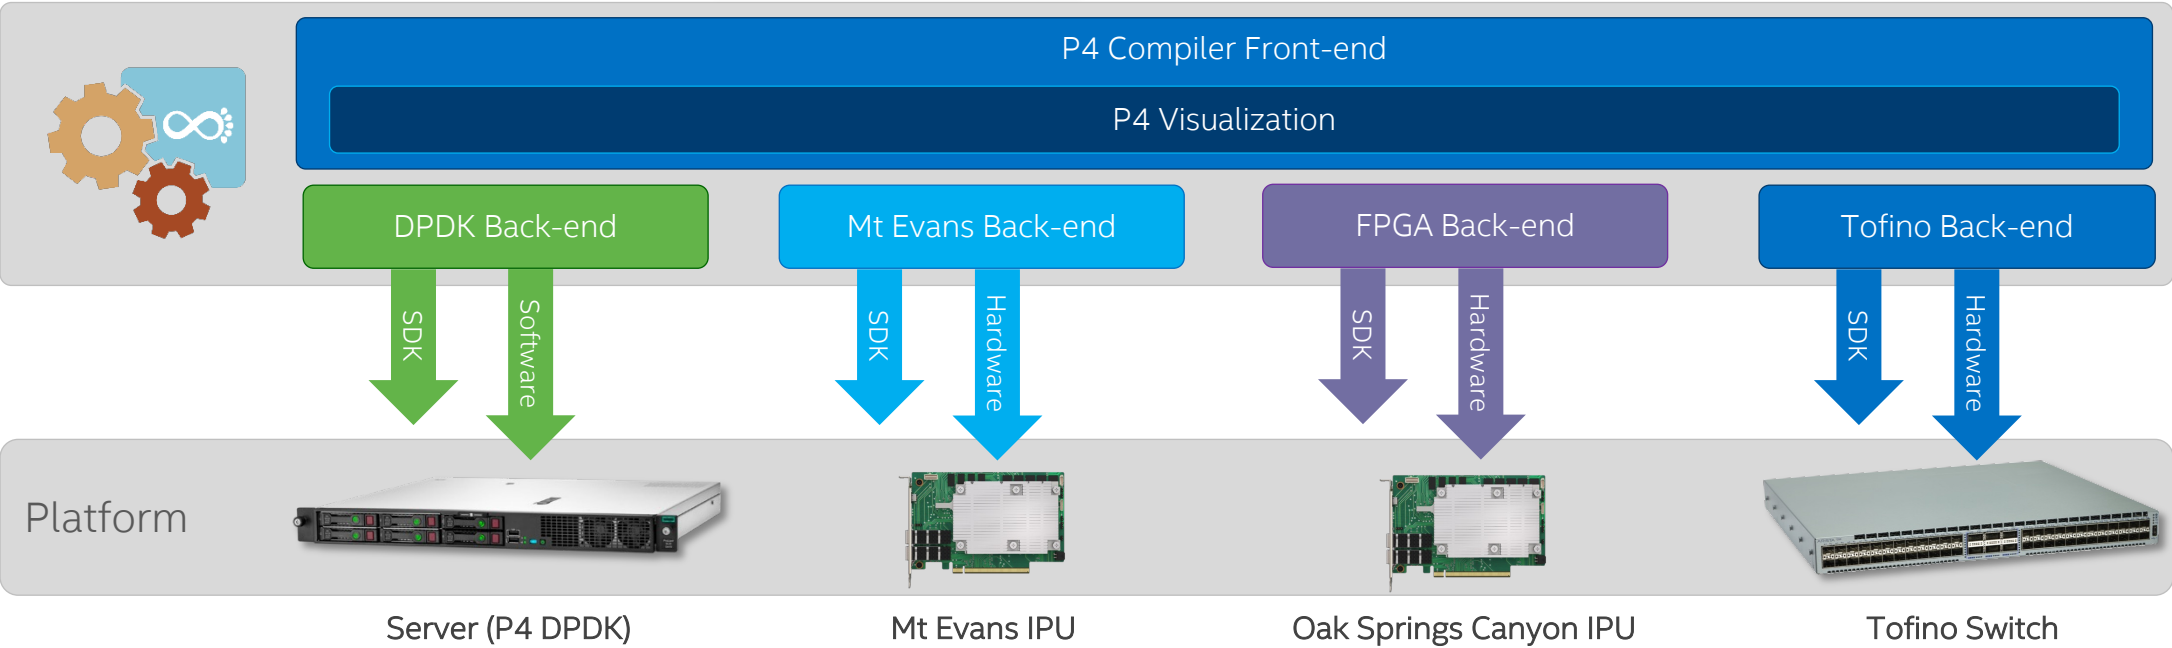 P4 Compiler Front-end
P4 Visualization
DPDK Back-end
Mt Evans Back-end
FPGA Back-end
Tofino Back-end
SDK
Software
SDK
Hardware
SDK
Hardware
SDK
Hardware
Platform
Server (P4 DPDK)
Mt Evans IPU
Oak Springs Canyon IPU
Tofino Switch